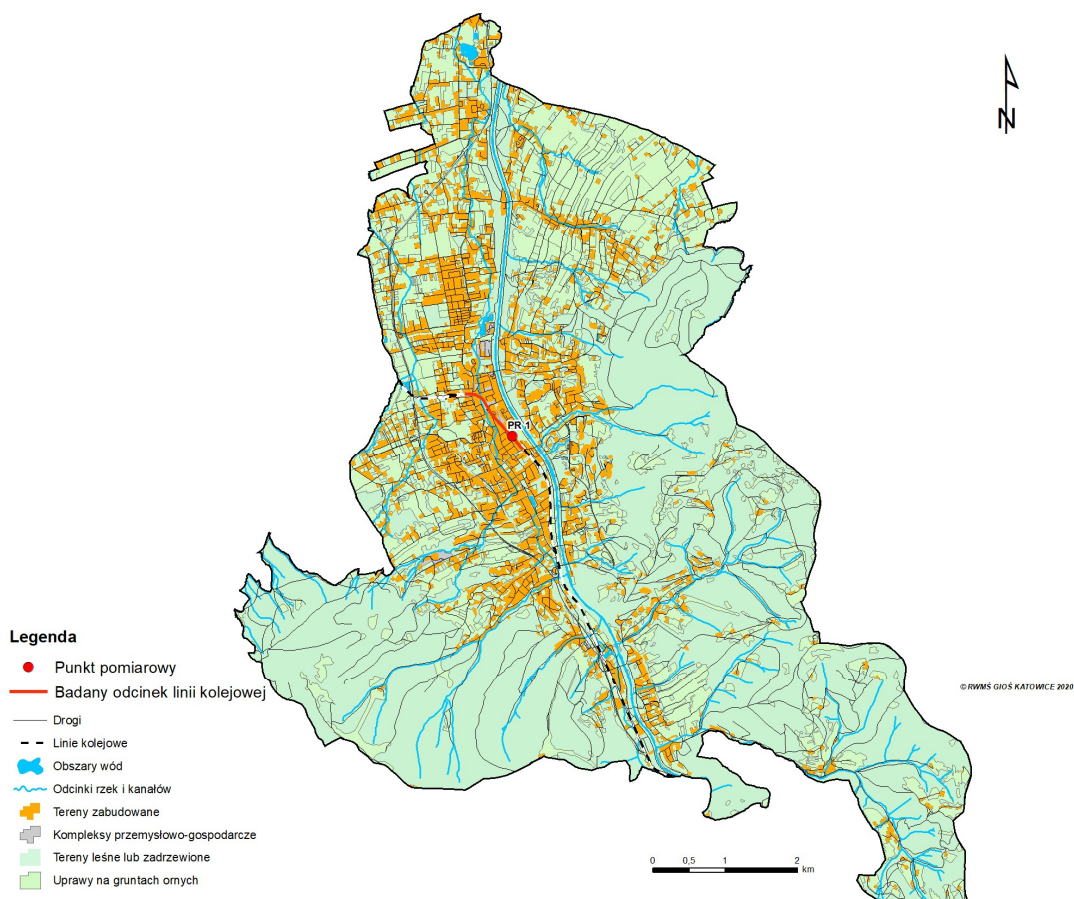 N
PR 1
Legenda
Punkt pomiarowy
Badany odcinek linii kolejowej
Drogi
Linie kolejowe
Obszary wód
Odcinki rzek i kanałów
Tereny zabudowane
Kompleksy przemysłowo-gospodarcze
Tereny leśne lub zadrzewione
Uprawy na gruntach ornych
© RWMŚ GIOŚ KATOWICE 2020
0 0,5 1 2
km